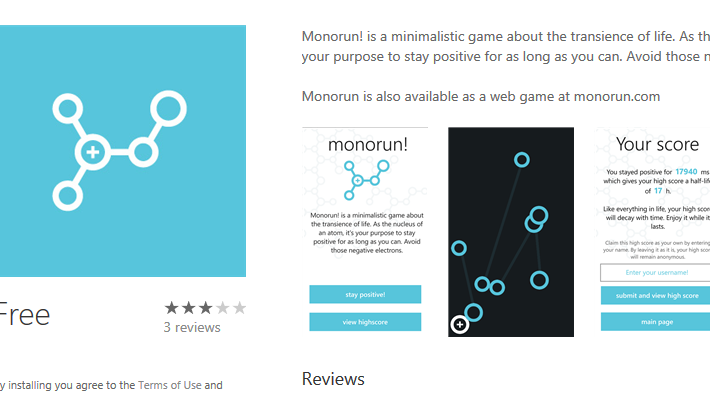 Monorun! is a minimalistic game about the transience of life. As th
your purpose to stay positive for as long as you can. Avoid those n
Monorun is also available as a web game at monorun.com
monorun!
Monorun! is a minimalistic game about
the transience of life. As the nucleus of
an atom, it's your purpose to stay
positive for as long as you can. Avoid
those negative electrons.
stay positive!
view highscore
Your score
You stayed positive for 17940 ms
which gives your high score a half-life
of 17 h.
Like everything in life, your high score
will decay with time. Enjoy it while it
lasts.
Claim this high score as your own by entering
your name. By leaving it as it is, your high score
will remain anonymous.
Enter your username!
submit and view high score
main page
Free
3 reviews
y installing you agree to the Terms of Use and
Reviews